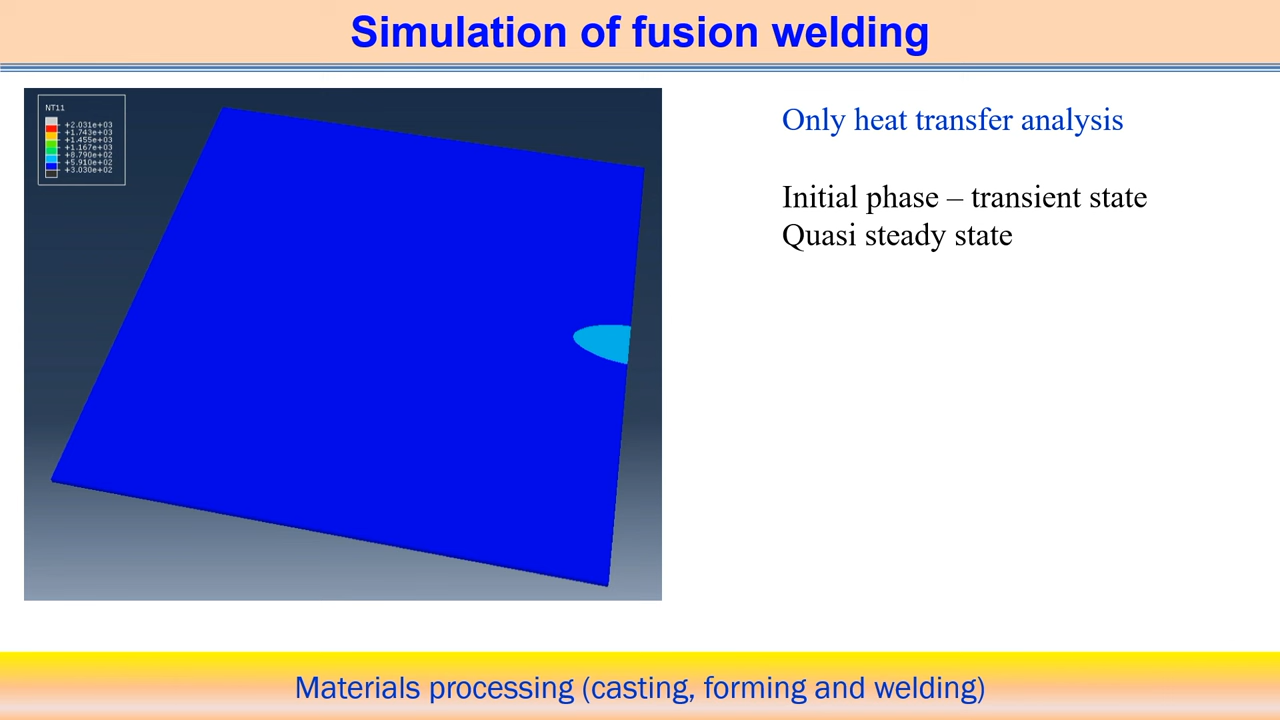 Simulation of fusion welding
NT11
+2.031e+03
+1.743e+03
+1.455e+03
+1.167e+03
+8.790e+02
+5.910e+02
+3.030e+02
Only heat transfer analysis
Initial phase – transient state
Quasi steady state
Materials processing (casting, forming and welding)